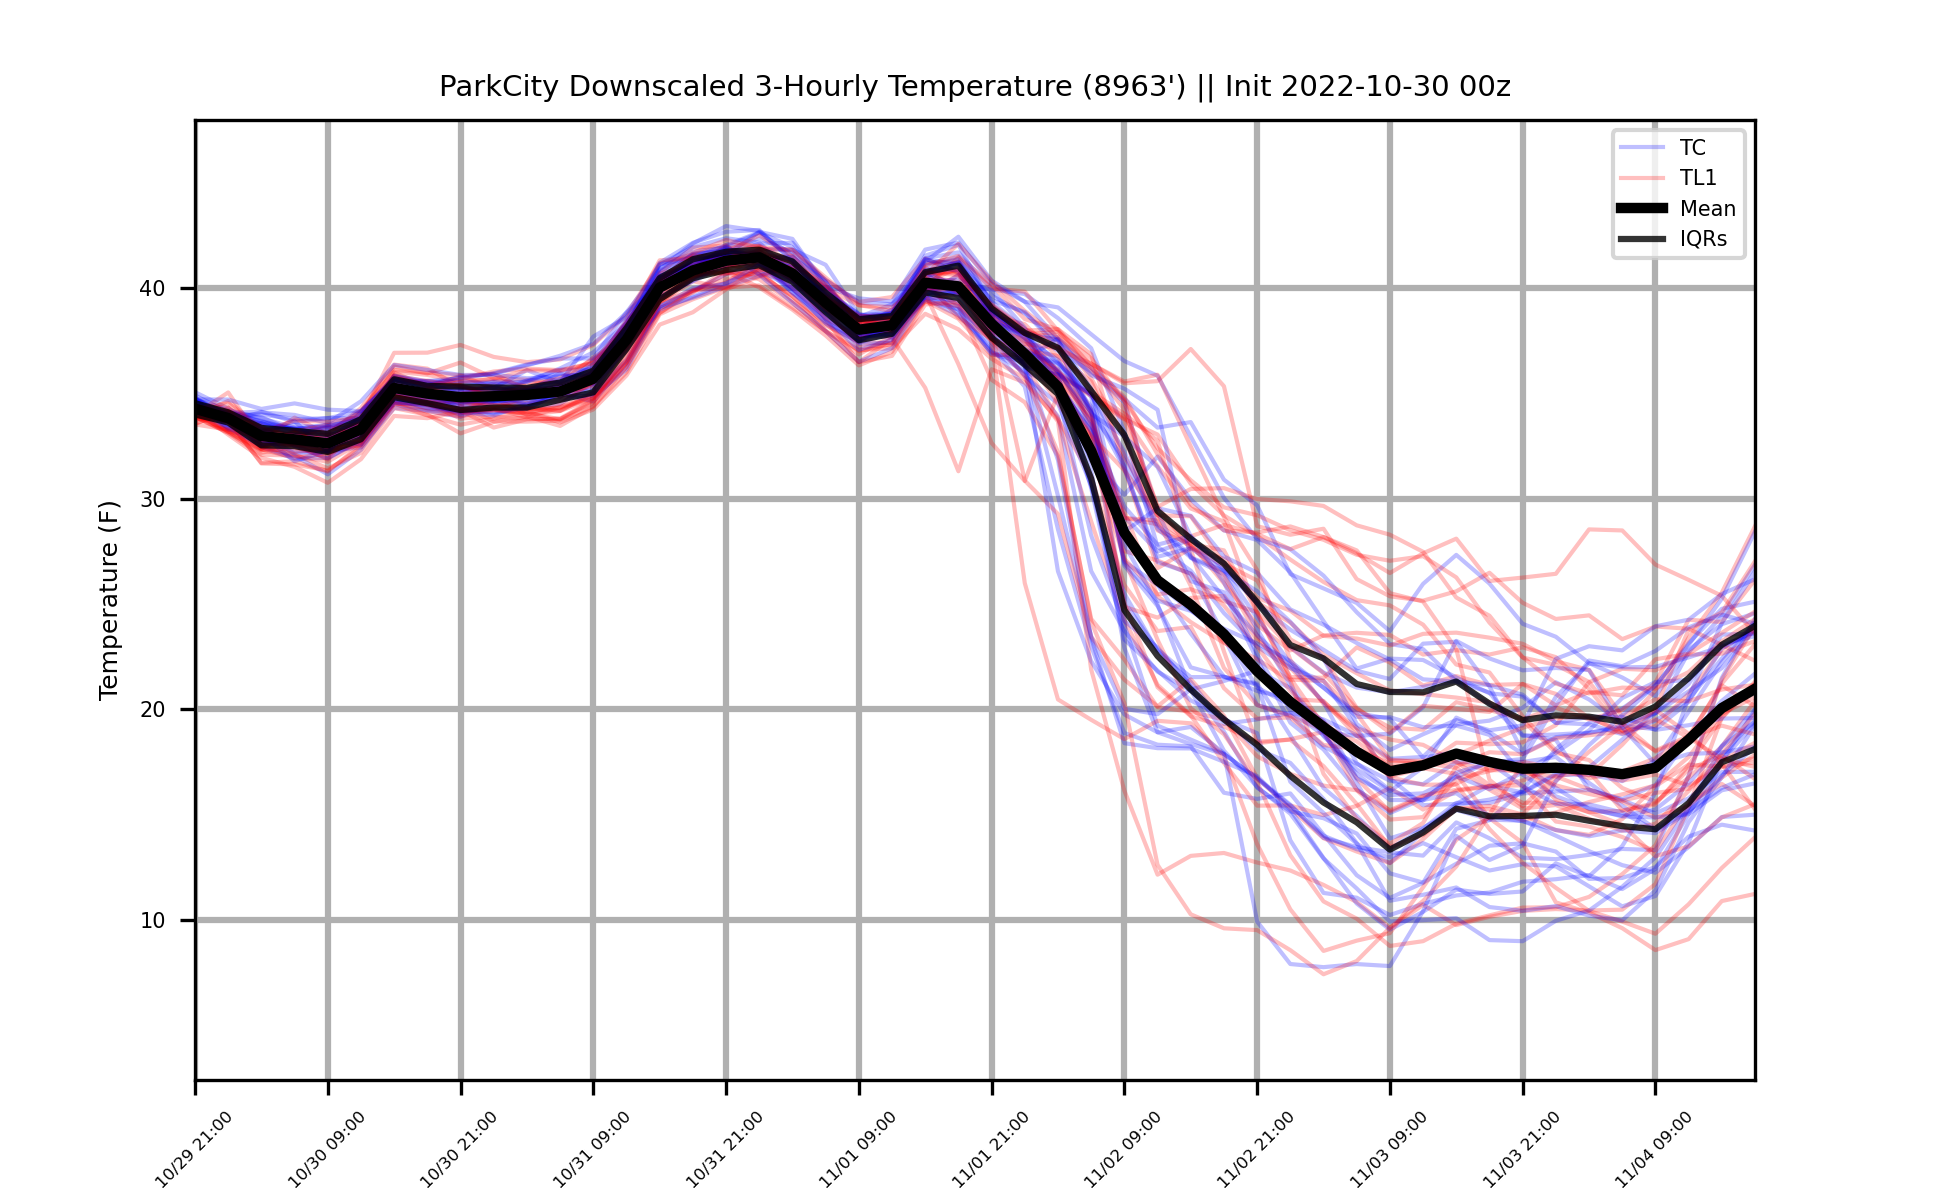 ParkCity Downscaled 3-Hourly Temperature (8963') || Init 2022-10-30 00z
TC
TL1
Mean
IQRs
Temperature (F)
40
30
20
10
10/29 21:00
10/30 09:00
10/30 21:00
10/31 09:00
10/31 21:00
11/01 09:00
11/01 21:00
11/02 09:00
11/02 21:00
11/03 09:00
11/03 21:00
11/04 09:00